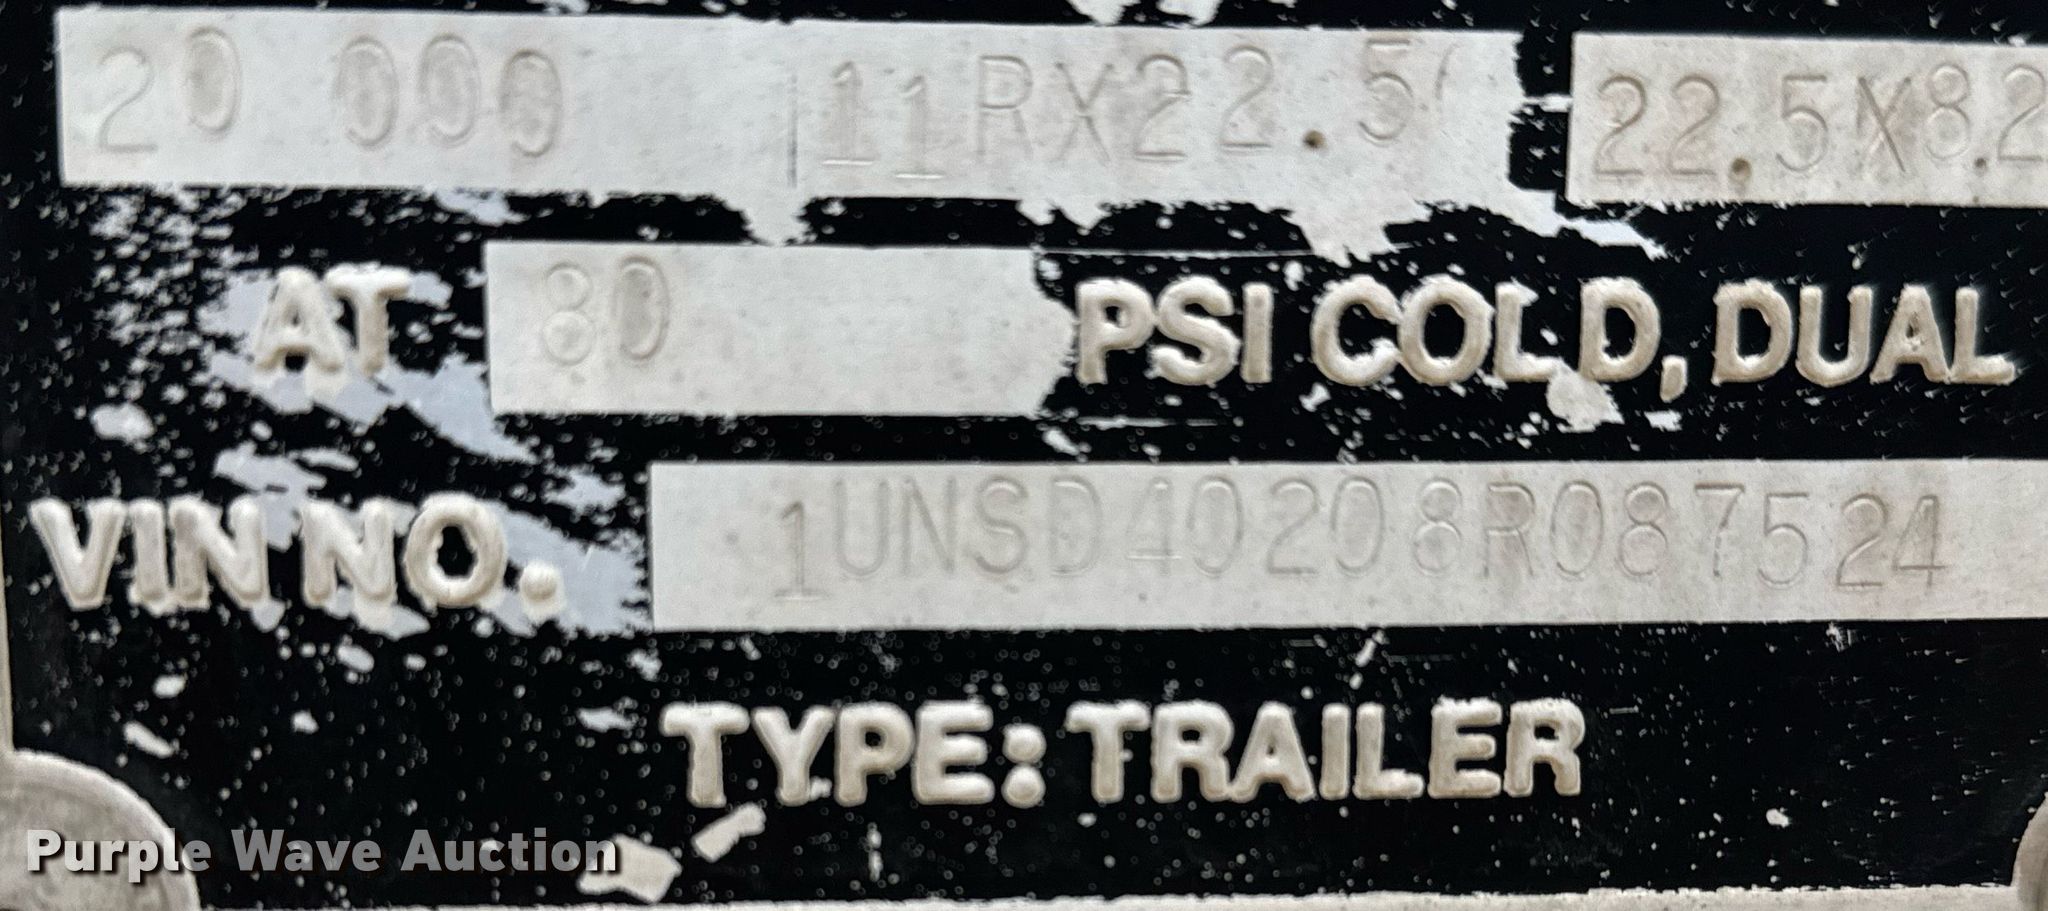 20 000 11RX22.5( 22.5X8.2
AT 80 PSI COLD, DUAL
VIN NO. 1UNSD40208R087524
TYPE: TRAILER
Purple Wave Auction